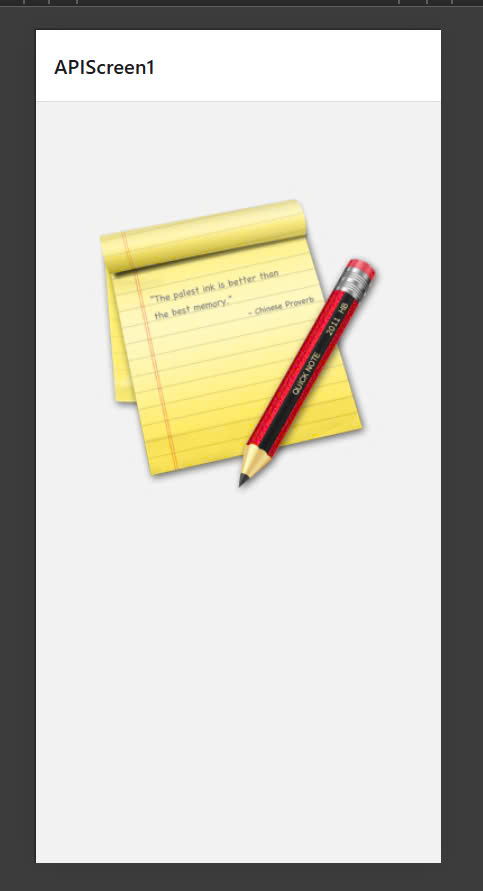 APIScreen1
"The palest ink is better than
the best memory."
- Chinese Proverb
2011 HB
QUICK NOTE